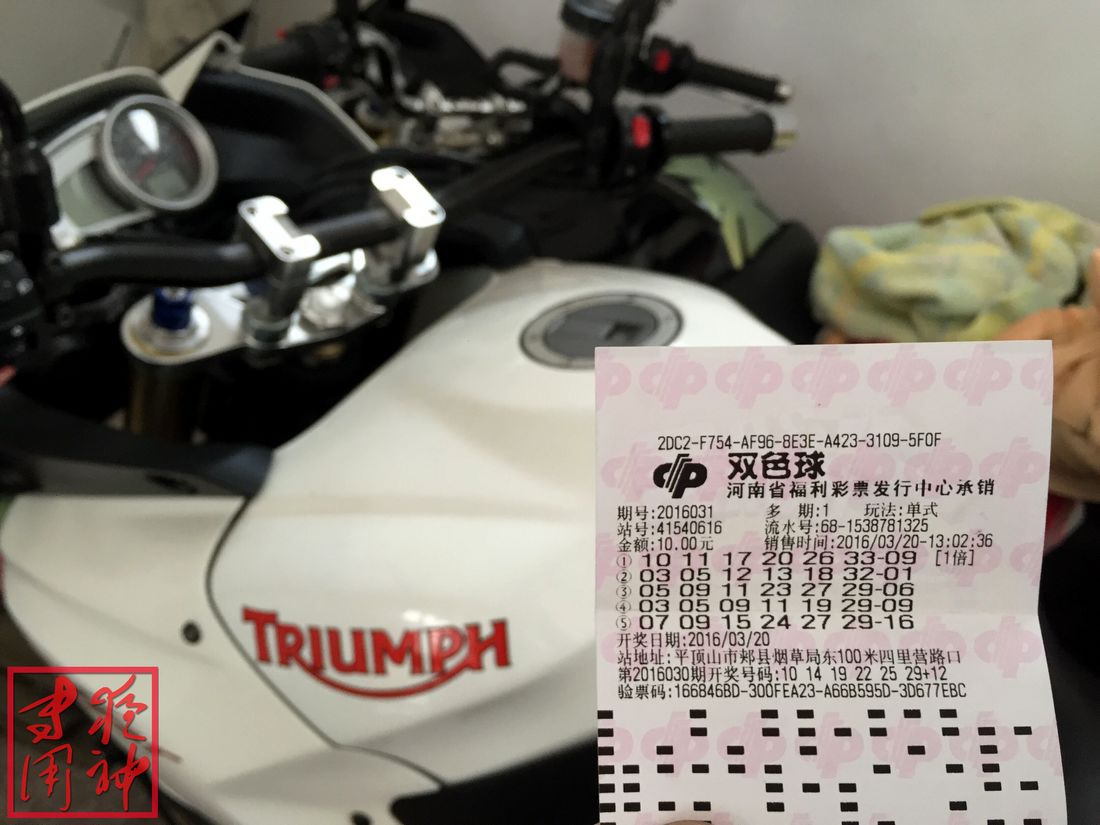 TRIUMPH
2DC2-F754-AF96-8E3E-A423-3109-5F0F
双色球
河南省福利彩票发行中心承销
期号:2016031 多 期:1 玩法:单式
站号:41540616 流水号:68-1538781325
金额:10.00元 销售时间:2016/03/20-13:02:36
① 10 11 17 20 26 33-09 [1倍]
② 03 05 12 13 18 32-01
③ 05 09 11 23 27 29-06
④ 03 05 09 11 19 29-09
⑤ 07 09 15 24 27 29-16
开奖日期:2016/03/20
站地址:平顶山市郏县烟草局东100米四里营路口
第2016030期开奖号码:10 14 19 22 25 29+12
验票码:166846BD-300FEA23-A66B595D-3D677EBC